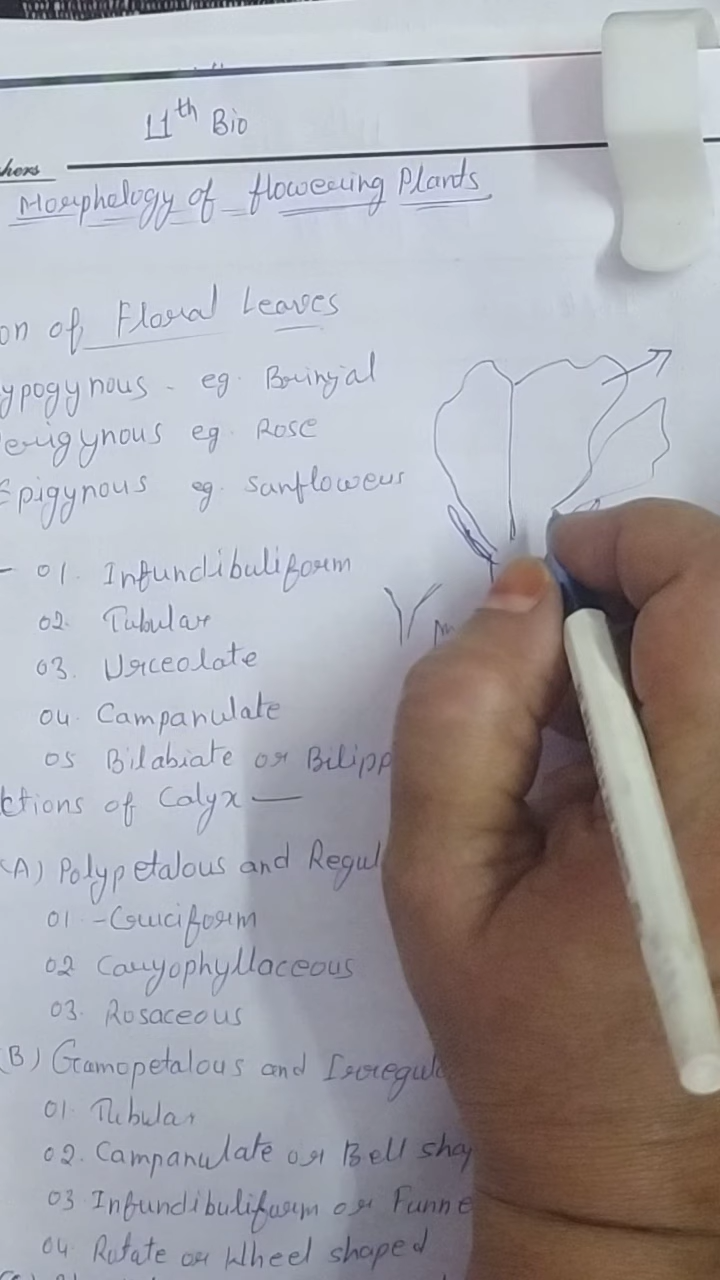 11th Bio
hers
Morphology of flowering Plants
on of Floral Leaves
ypogynous - eg. Brinjal
erigynous eg. Rose
Epigynous eg. Sanflower
- 01. Infundibuliform
02. Tubular
03. Urceolate
04. Campanulate
05 Bilabiate or Bilipp
ctions of Calyx —
(A) Polypetalous and Regul
01 - Cruciform
02 Caryophyllaceous
03. Rosaceous
(B) Gamopetalous and Irregul
01. Tubular
02. Campanulate or Bell shap
03 Infundibuliform or Funne
04. Rotate or Wheel shaped